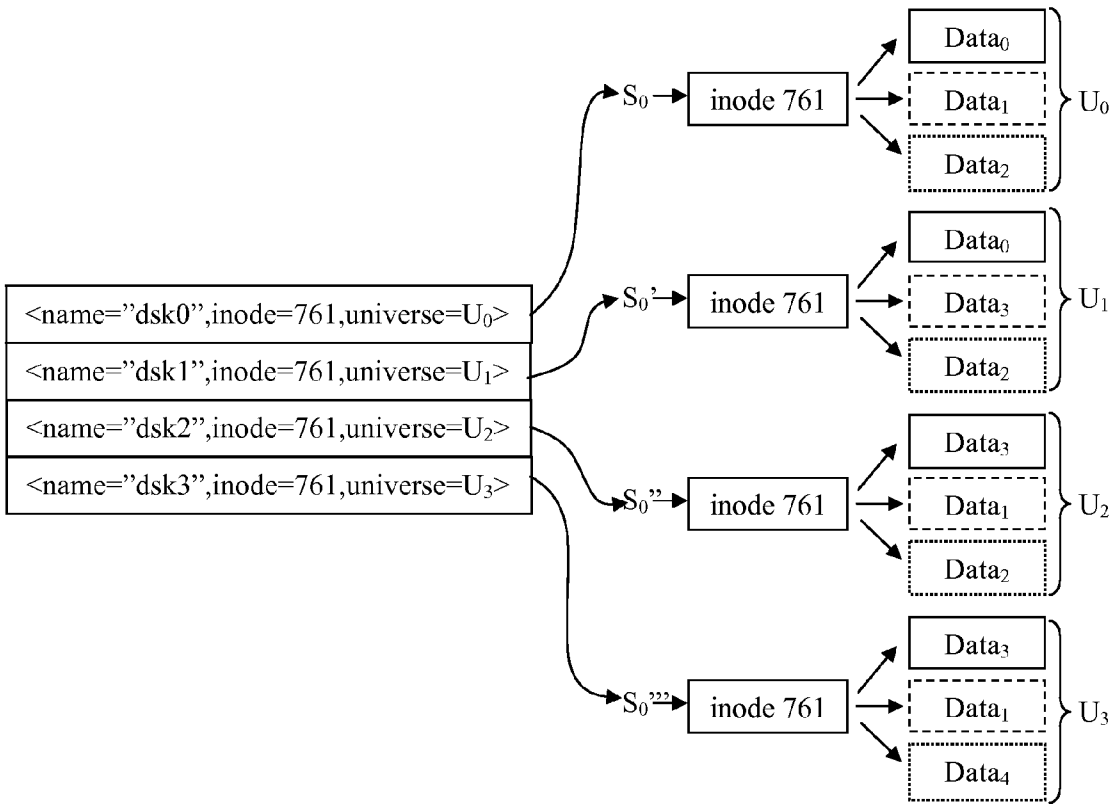 <name=”dsk0”,inode=761,universe=U₀>
<name=”dsk1”,inode=761,universe=U₁>
<name=”dsk2”,inode=761,universe=U₂>
<name=”dsk3”,inode=761,universe=U₃>
S₀
inode 761
Data₀
Data₁
Data₂
U₀
S₀’
inode 761
Data₀
Data₃
Data₂
U₁
S₀”
inode 761
Data₃
Data₁
Data₂
U₂
S₀”’
inode 761
Data₃
Data₁
Data₄
U₃